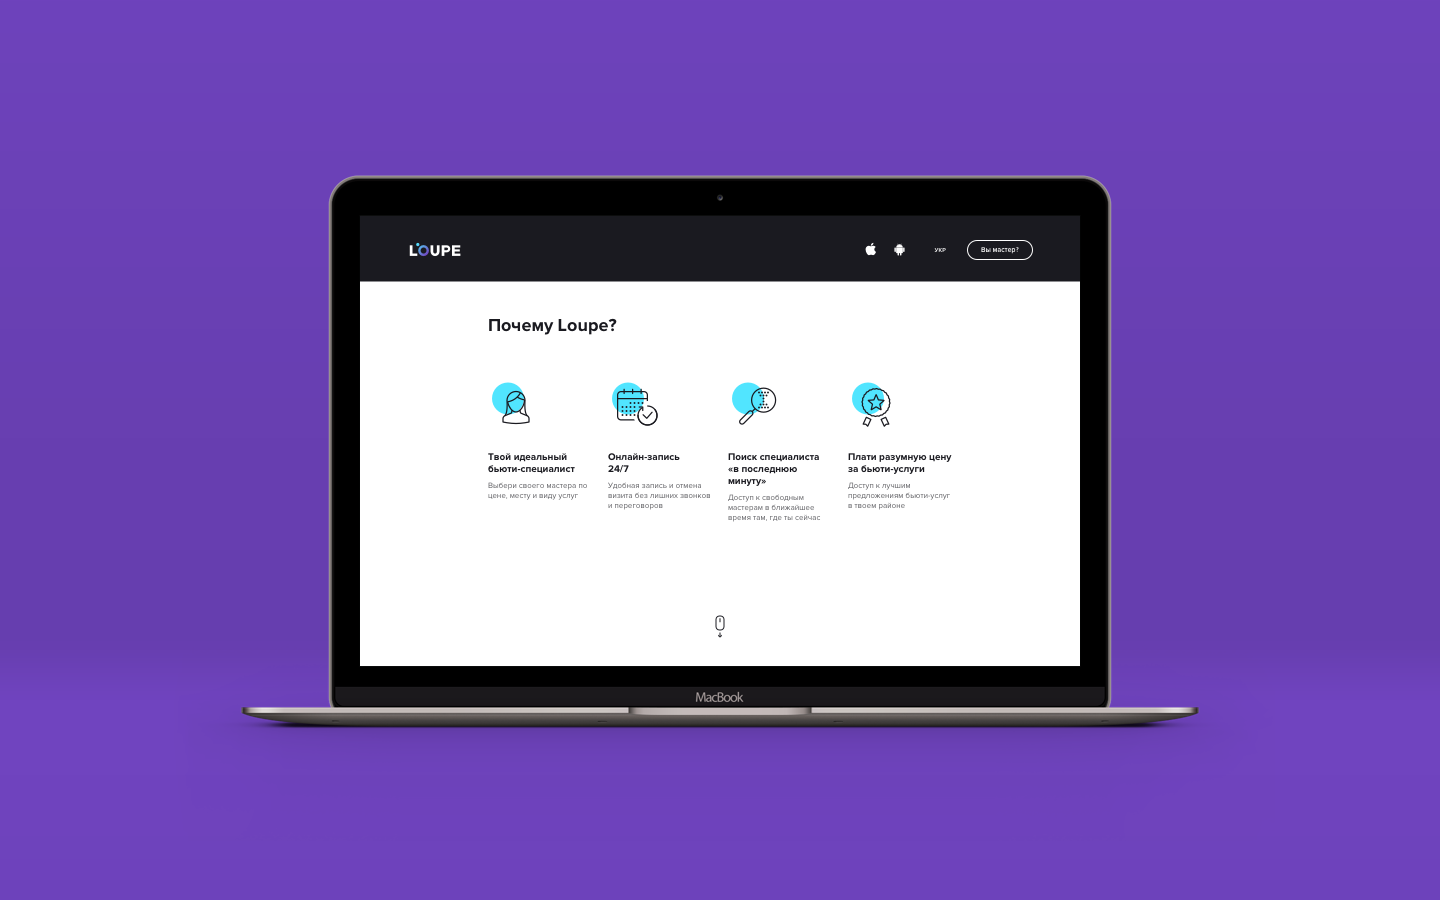 LOUPE
УКР
Вы мастер?
Почему Loupe?
Твой идеальный
бьюти-специалист
Выбери своего мастера по
цене, месту и виду услуг
Онлайн-запись
24/7
Удобная запись и отмена
визита без лишних звонков
и переговоров
Поиск специалиста
«в последнюю
минуту»
Доступ к свободным
мастерам в ближайшее
время там, где ты сейчас
Плати разумную цену
за бьюти-услуги
Доступ к лучшим
предложениям бьюти-услуг
в твоем районе
MacBook